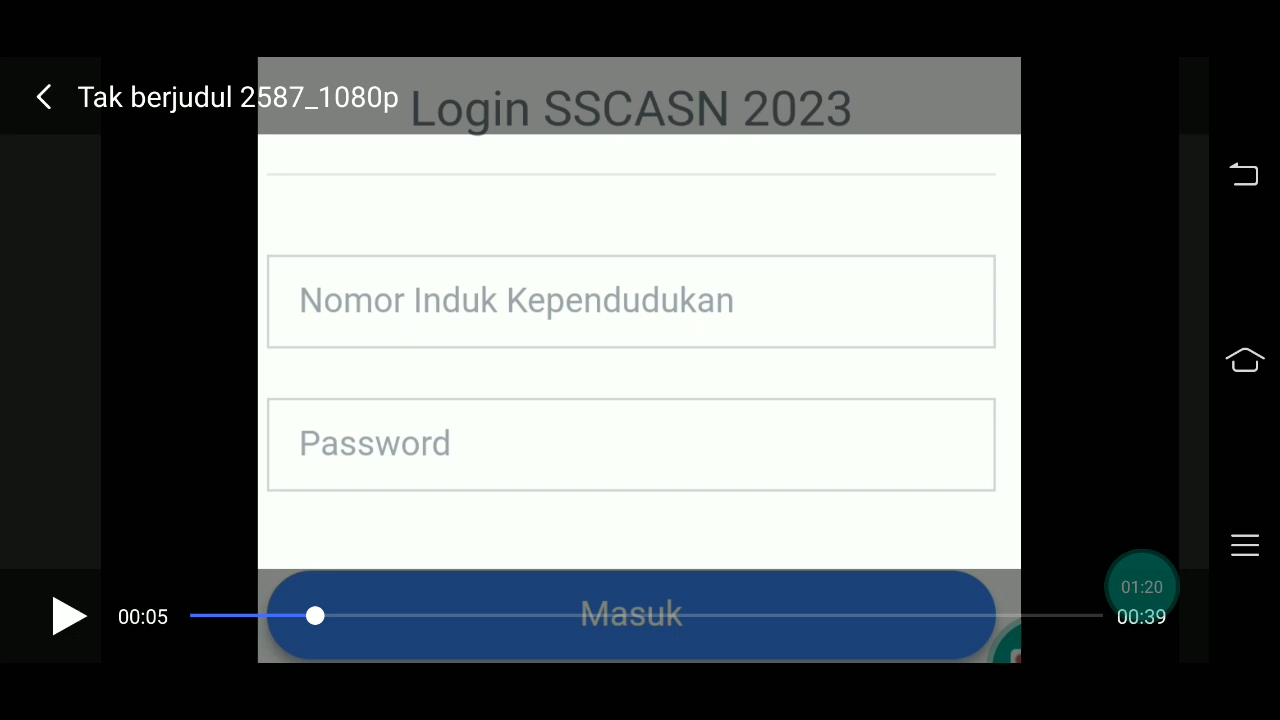 Tak berjudul 2587_1080p
Login SSCASN 2023
Nomor Induk Kependudukan
Password
Masuk
01:20
00:05
00:39